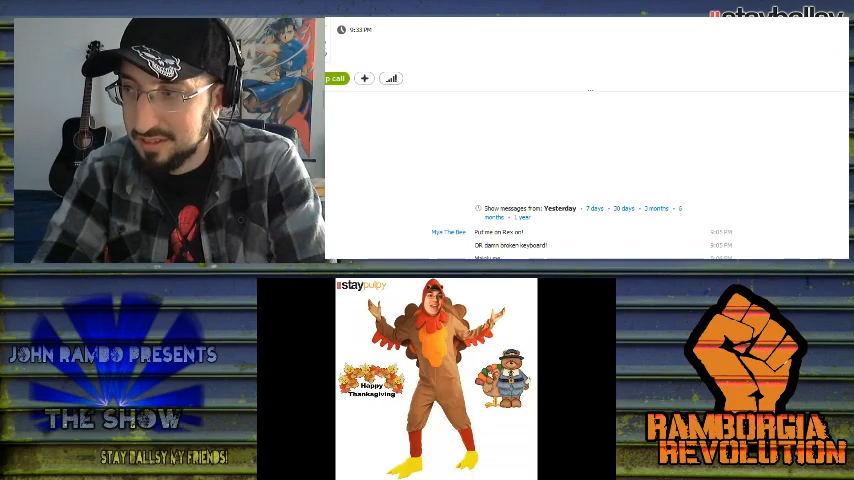 9:33 PM
p call
Show messages from: Yesterday • 7 days • 30 days • 3 months • 6
months • 1 year
Mya The Bee Put me on Rex on! 9:05 PM
OR damn broken keyboard! 9:05 PM
staypulpy
Happy
Thanksgiving
JOHN RAMBO PRESENTS
THE SHOW
STAY BALLSY MY FRIENDS!
RAMBORGIA
REVOLUTION